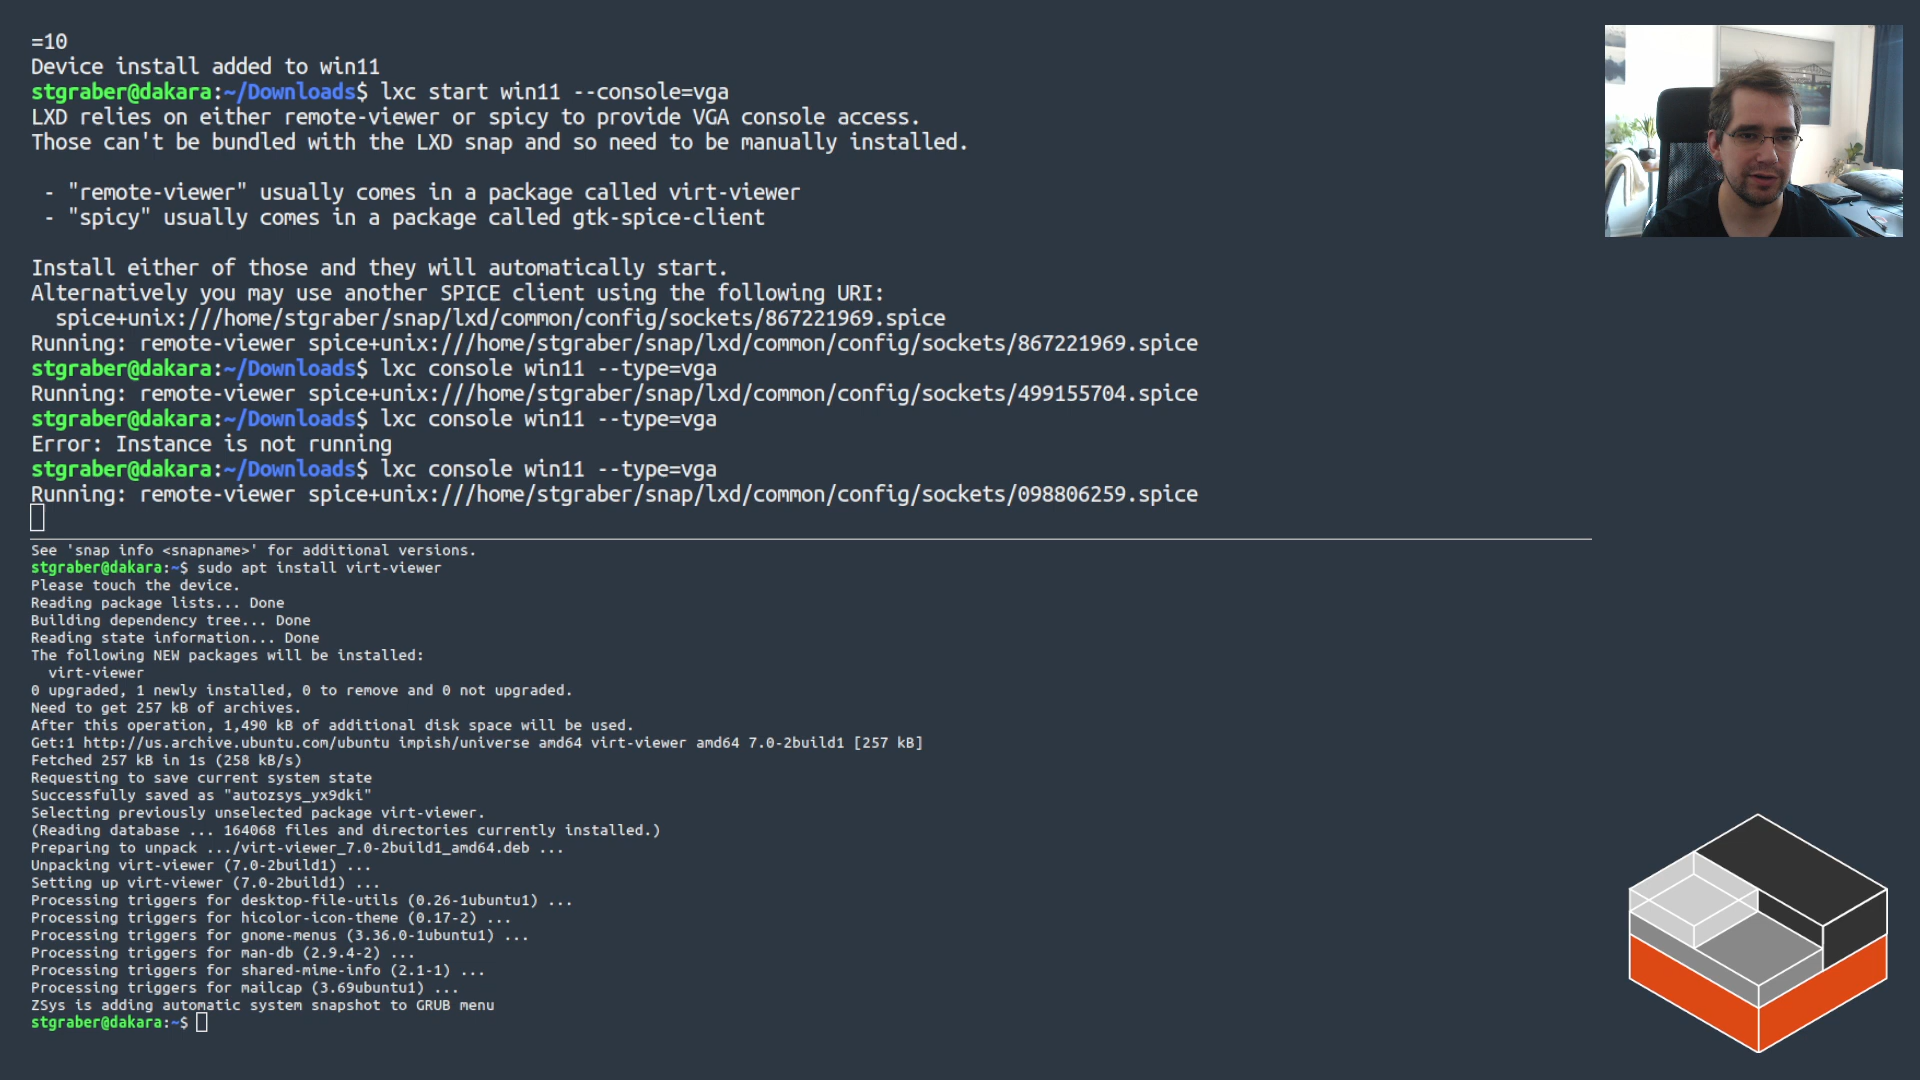 =10
Device install added to win11
stgraber@dakara:~/Downloads$ lxc start win11 --console=vga
LXD relies on either remote-viewer or spicy to provide VGA console access.
Those can't be bundled with the LXD snap and so need to be manually installed.
- "remote-viewer" usually comes in a package called virt-viewer
- "spicy" usually comes in a package called gtk-spice-client
Install either of those and they will automatically start.
Alternatively you may use another SPICE client using the following URI:
spice+unix:///home/stgraber/snap/lxd/common/config/sockets/867221969.spice
Running: remote-viewer spice+unix:///home/stgraber/snap/lxd/common/config/sockets/867221969.spice
stgraber@dakara:~/Downloads$ lxc console win11 --type=vga
Running: remote-viewer spice+unix:///home/stgraber/snap/lxd/common/config/sockets/499155704.spice
stgraber@dakara:~/Downloads$ lxc console win11 --type=vga
Error: Instance is not running
stgraber@dakara:~/Downloads$ lxc console win11 --type=vga
Running: remote-viewer spice+unix:///home/stgraber/snap/lxd/common/config/sockets/098806259.spice
See 'snap info <snapname>' for additional versions.
stgraber@dakara:~$ sudo apt install virt-viewer
Please touch the device.
Reading package lists... Done
Building dependency tree... Done
Reading state information... Done
The following NEW packages will be installed:
virt-viewer
0 upgraded, 1 newly installed, 0 to remove and 0 not upgraded.
Need to get 257 kB of archives.
After this operation, 1,490 kB of additional disk space will be used.
Get:1 http://us.archive.ubuntu.com/ubuntu impish/universe amd64 virt-viewer amd64 7.0-2build1 [257 kB]
Fetched 257 kB in 1s (258 kB/s)
Requesting to save current system state
Successfully saved as "autozsys_yx9dki"
Selecting previously unselected package virt-viewer.
(Reading database ... 164068 files and directories currently installed.)
Preparing to unpack .../virt-viewer_7.0-2build1_amd64.deb ...
Unpacking virt-viewer (7.0-2build1) ...
Setting up virt-viewer (7.0-2build1) ...
Processing triggers for desktop-file-utils (0.26-1ubuntu1) ...
Processing triggers for hicolor-icon-theme (0.17-2) ...
Processing triggers for gnome-menus (3.36.0-1ubuntu1) ...
Processing triggers for man-db (2.9.4-2) ...
Processing triggers for shared-mime-info (2.1-1) ...
Processing triggers for mailcap (3.69ubuntu1) ...
ZSys is adding automatic system snapshot to GRUB menu
stgraber@dakara:~$